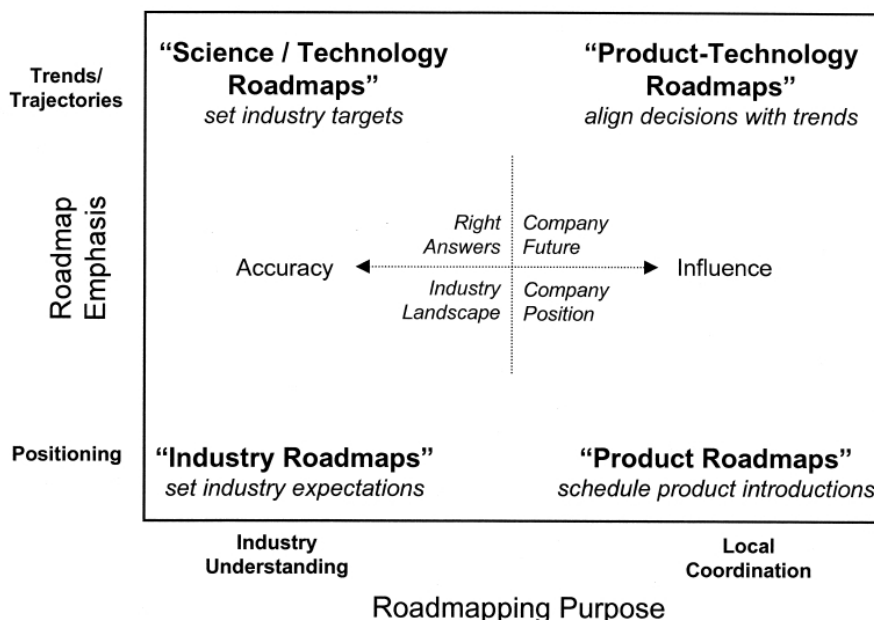 “Science / Technology
Roadmaps”
set industry targets
“Product-Technology
Roadmaps”
align decisions with trends
Trends/
Trajectories
Roadmap
Emphasis
Right
Answers
Company
Future
Accuracy
Influence
Industry
Landscape
Company
Position
Positioning
“Industry Roadmaps”
set industry expectations
“Product Roadmaps”
schedule product introductions
Industry
Understanding
Local
Coordination
Roadmapping Purpose